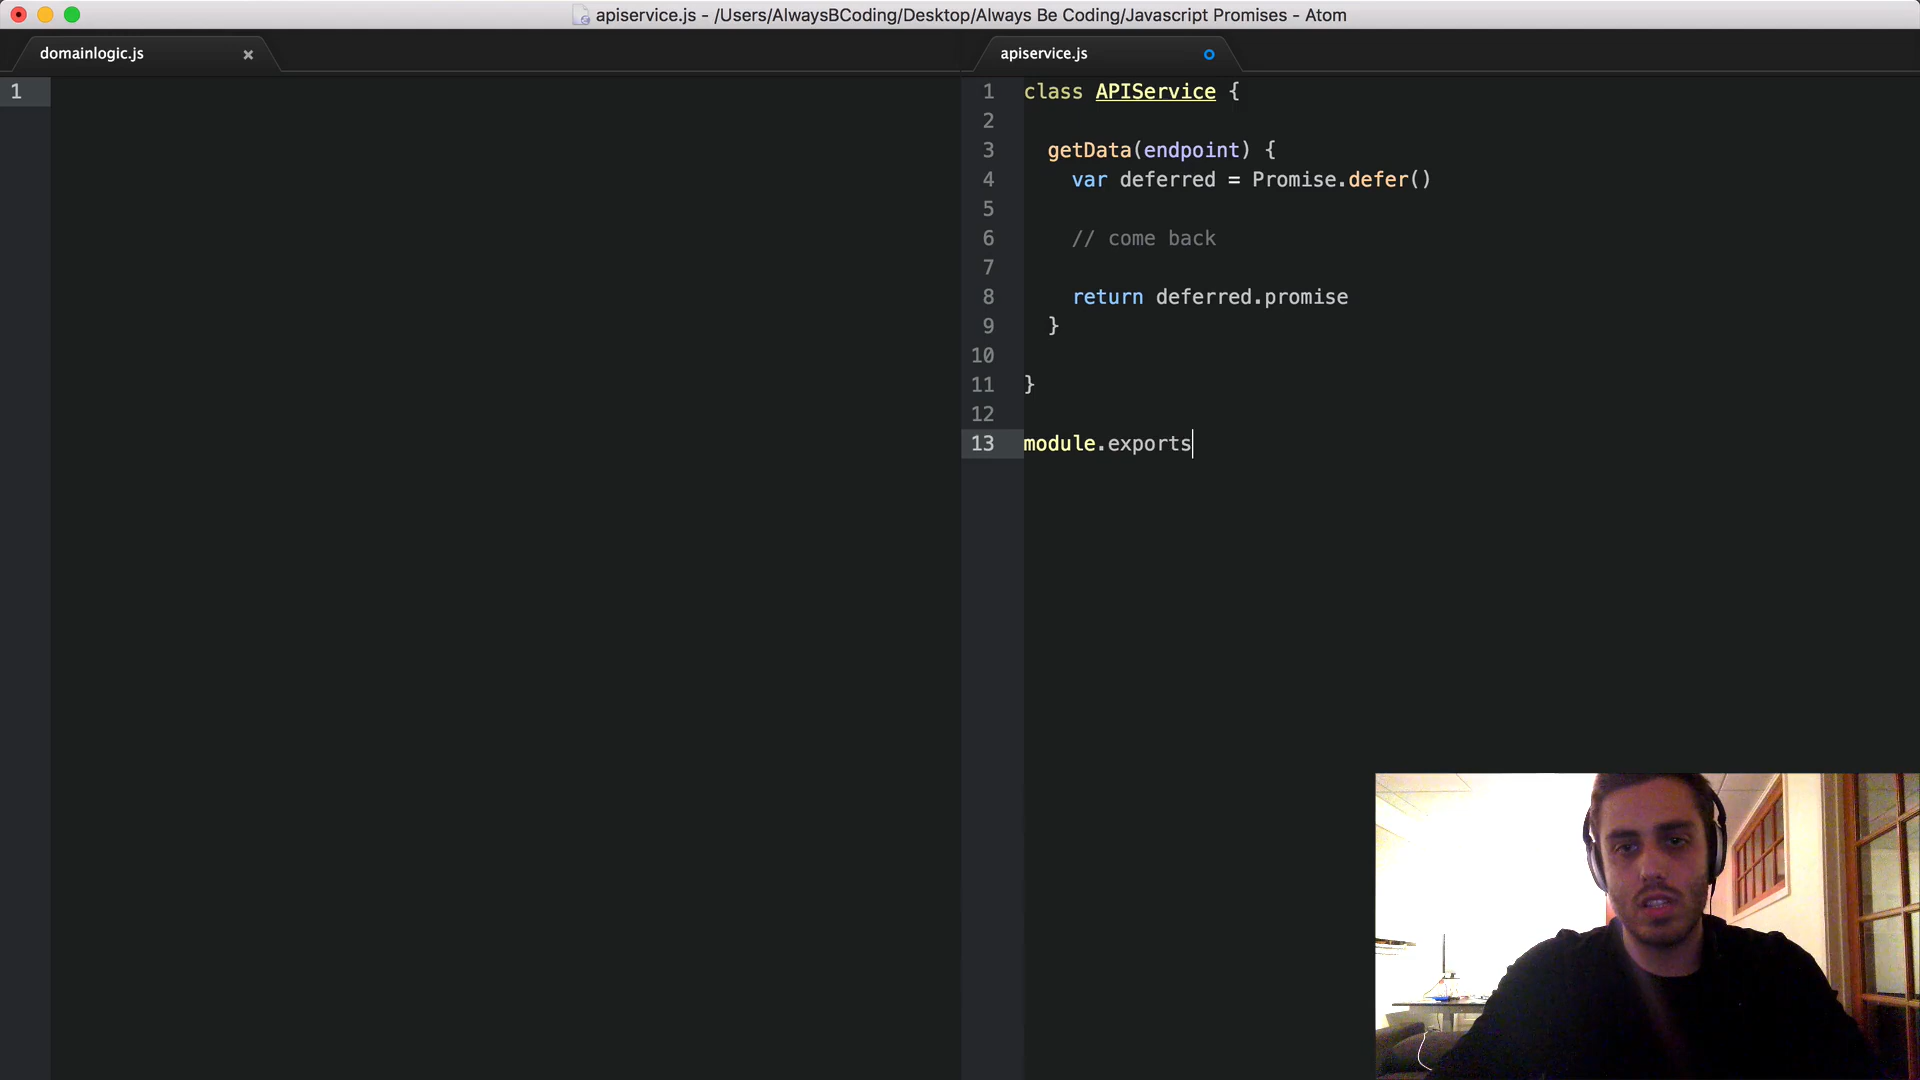 apiservice.js - /Users/AlwaysBCoding/Desktop/Always Be Coding/Javascript Promises - Atom
domainlogic.js
1
apiservice.js
1 class APIService {
2
3 getData(endpoint) {
4 var deferred = Promise.defer()
5
6 // come back
7
8 return deferred.promise
9 }
10
11 }
12
13 module.exports